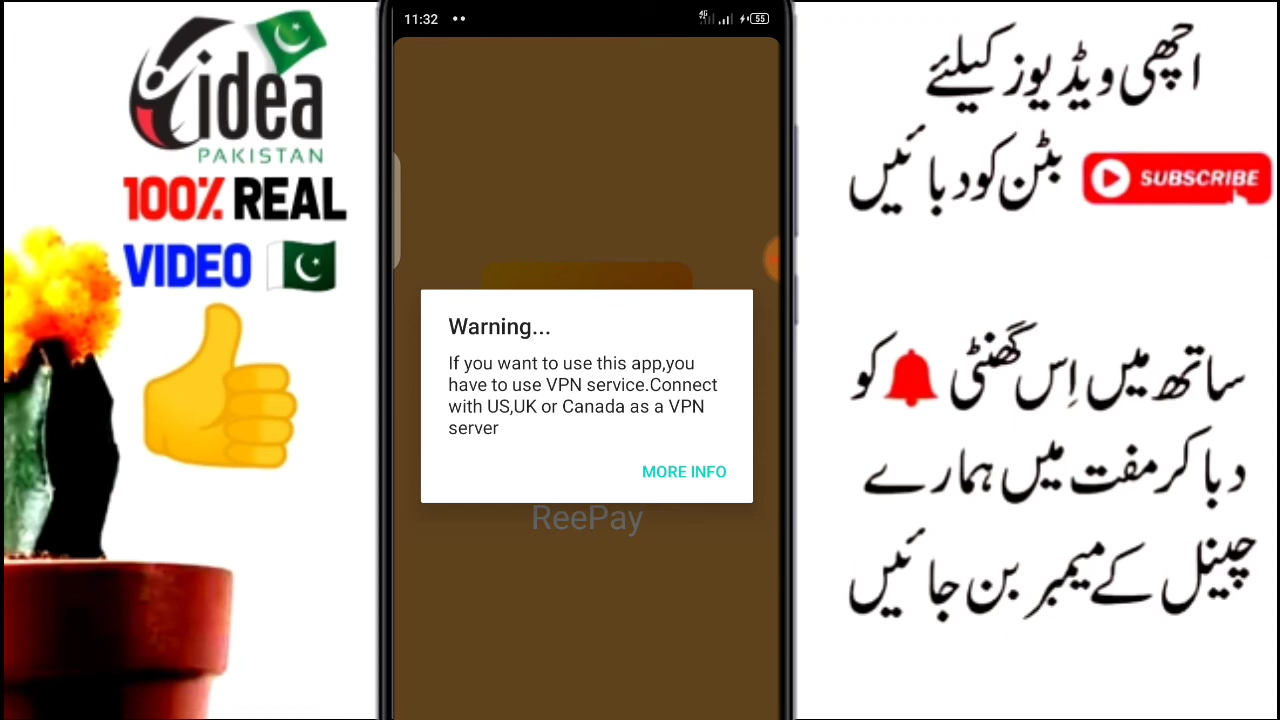 idea
PAKISTAN
100% REAL
VIDEO
11:32
4G
55
Warning...
If you want to use this app,you
have to use VPN service.Connect
with US,UK or Canada as a VPN
server
MORE INFO
ReePay
اچھی ویڈیوز کیلئے
بٹن کو دبائیں SUBSCRIBE
ساتھ میں اِس گھنٹی کو
دبا کر مفت میں ہمارے
چینل کے میمبر بن جائیں